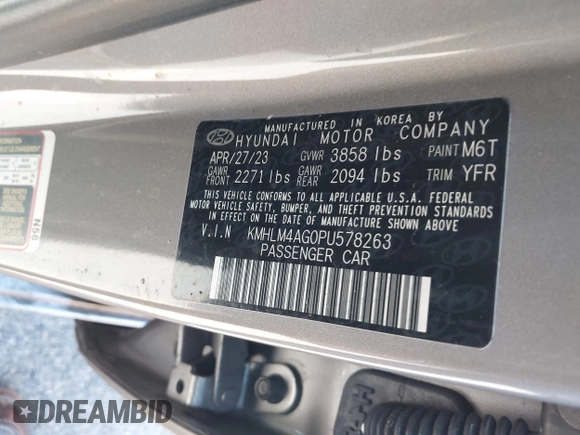 MANUFACTURED IN KOREA BY
HYUNDAI MOTOR COMPANY
APR/27/23 GVWR 3858 lbs PAINT M6T
GAWR FRONT 2271 lbs GAWR REAR 2094 lbs TRIM YFR
THIS VEHICLE CONFORMS TO ALL APPLICABLE U.S.A. FEDERAL
MOTOR VEHICLE SAFETY, BUMPER, AND THEFT PREVENTION STANDARDS
IN EFFECT ON THE DATE OF MANUFACTURE SHOWN ABOVE
V.I.N KMHLM4AG0PU578263
PASSENGER CAR
N56
DREAMBID